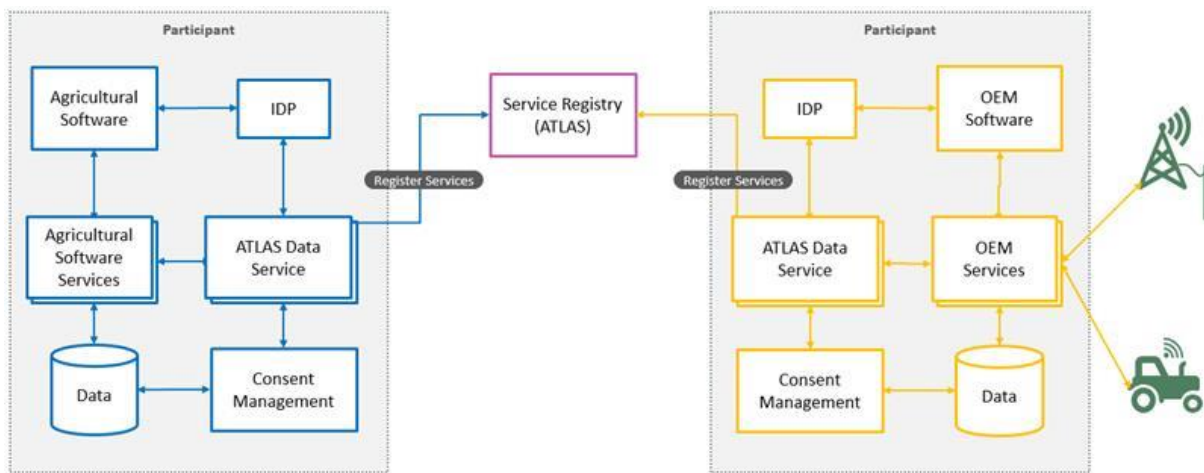 Participant
Agricultural
Software
IDP
Agricultural
Software
Services
ATLAS Data
Service
Data
Consent
Management
Register Services
Service Registry
(ATLAS)
Register Services
Participant
IDP
OEM
Software
ATLAS Data
Service
OEM
Services
Consent
Management
Data